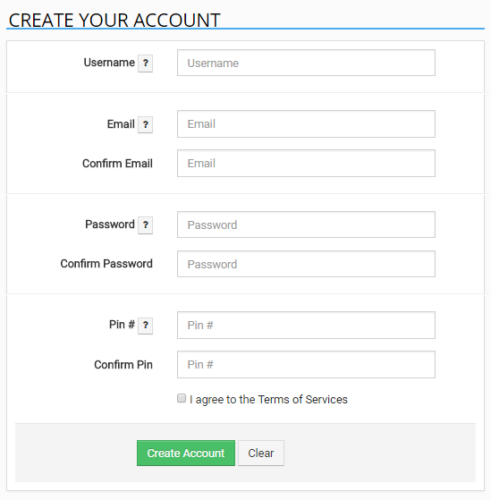 CREATE YOUR ACCOUNT
Username ? Username
Email ? Email
Confirm Email Email
Password ? Password
Confirm Password Password
Pin # ? Pin #
Confirm Pin Pin #
I agree to the Terms of Services
Create Account Clear